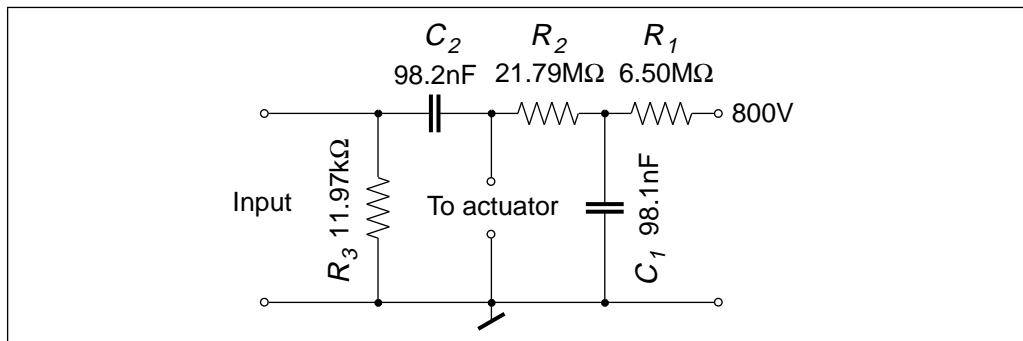 C2 R2 R1
98.2nF 21.79MΩ 6.50MΩ
800V
Input
R3 11.97kΩ
To actuator
C1 98.1nF